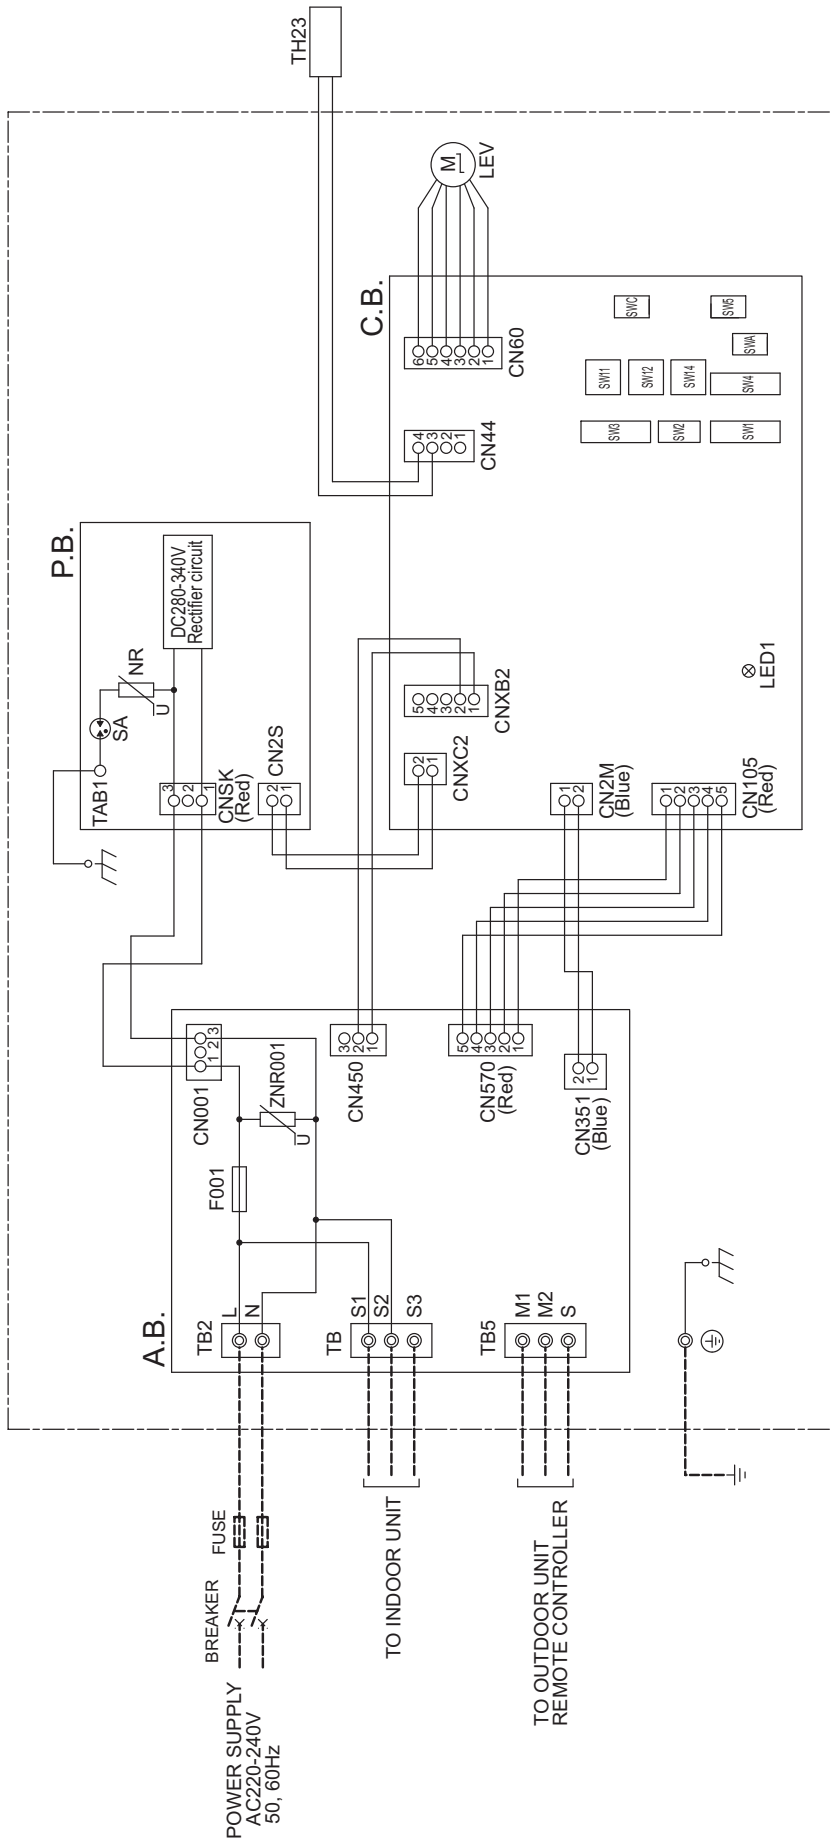 TH23
P.B.
TAB1
SA
NR
U
DC280-340V
Rectifier circuit
3
2
1
CNSK
(Red)
2
1
CN2S
C.B.
M
LEV
6
5
4
3
2
1
CN60
4
3
2
1
CN44
5
4
3
2
1
CNXB2
2
1
CNXC2
1
2
CN2M
(Blue)
1
2
3
4
5
CN105
(Red)
LED1
SWC
SW5
SWA
SW11
SW12
SW14
SW4
SW3
SW2
SW1
A.B.
CN001
1
2
3
F001
ZNR001
U
3
2
1
CN450
5
4
3
2
1
CN570
(Red)
2
1
CN351
(Blue)
TB2
L
N
TB
S1
S2
S3
TB5
M1
M2
S
FUSE
BREAKER
POWER SUPPLY
AC220-240V
50, 60Hz
TO INDOOR UNIT
TO OUTDOOR UNIT
REMOTE CONTROLLER